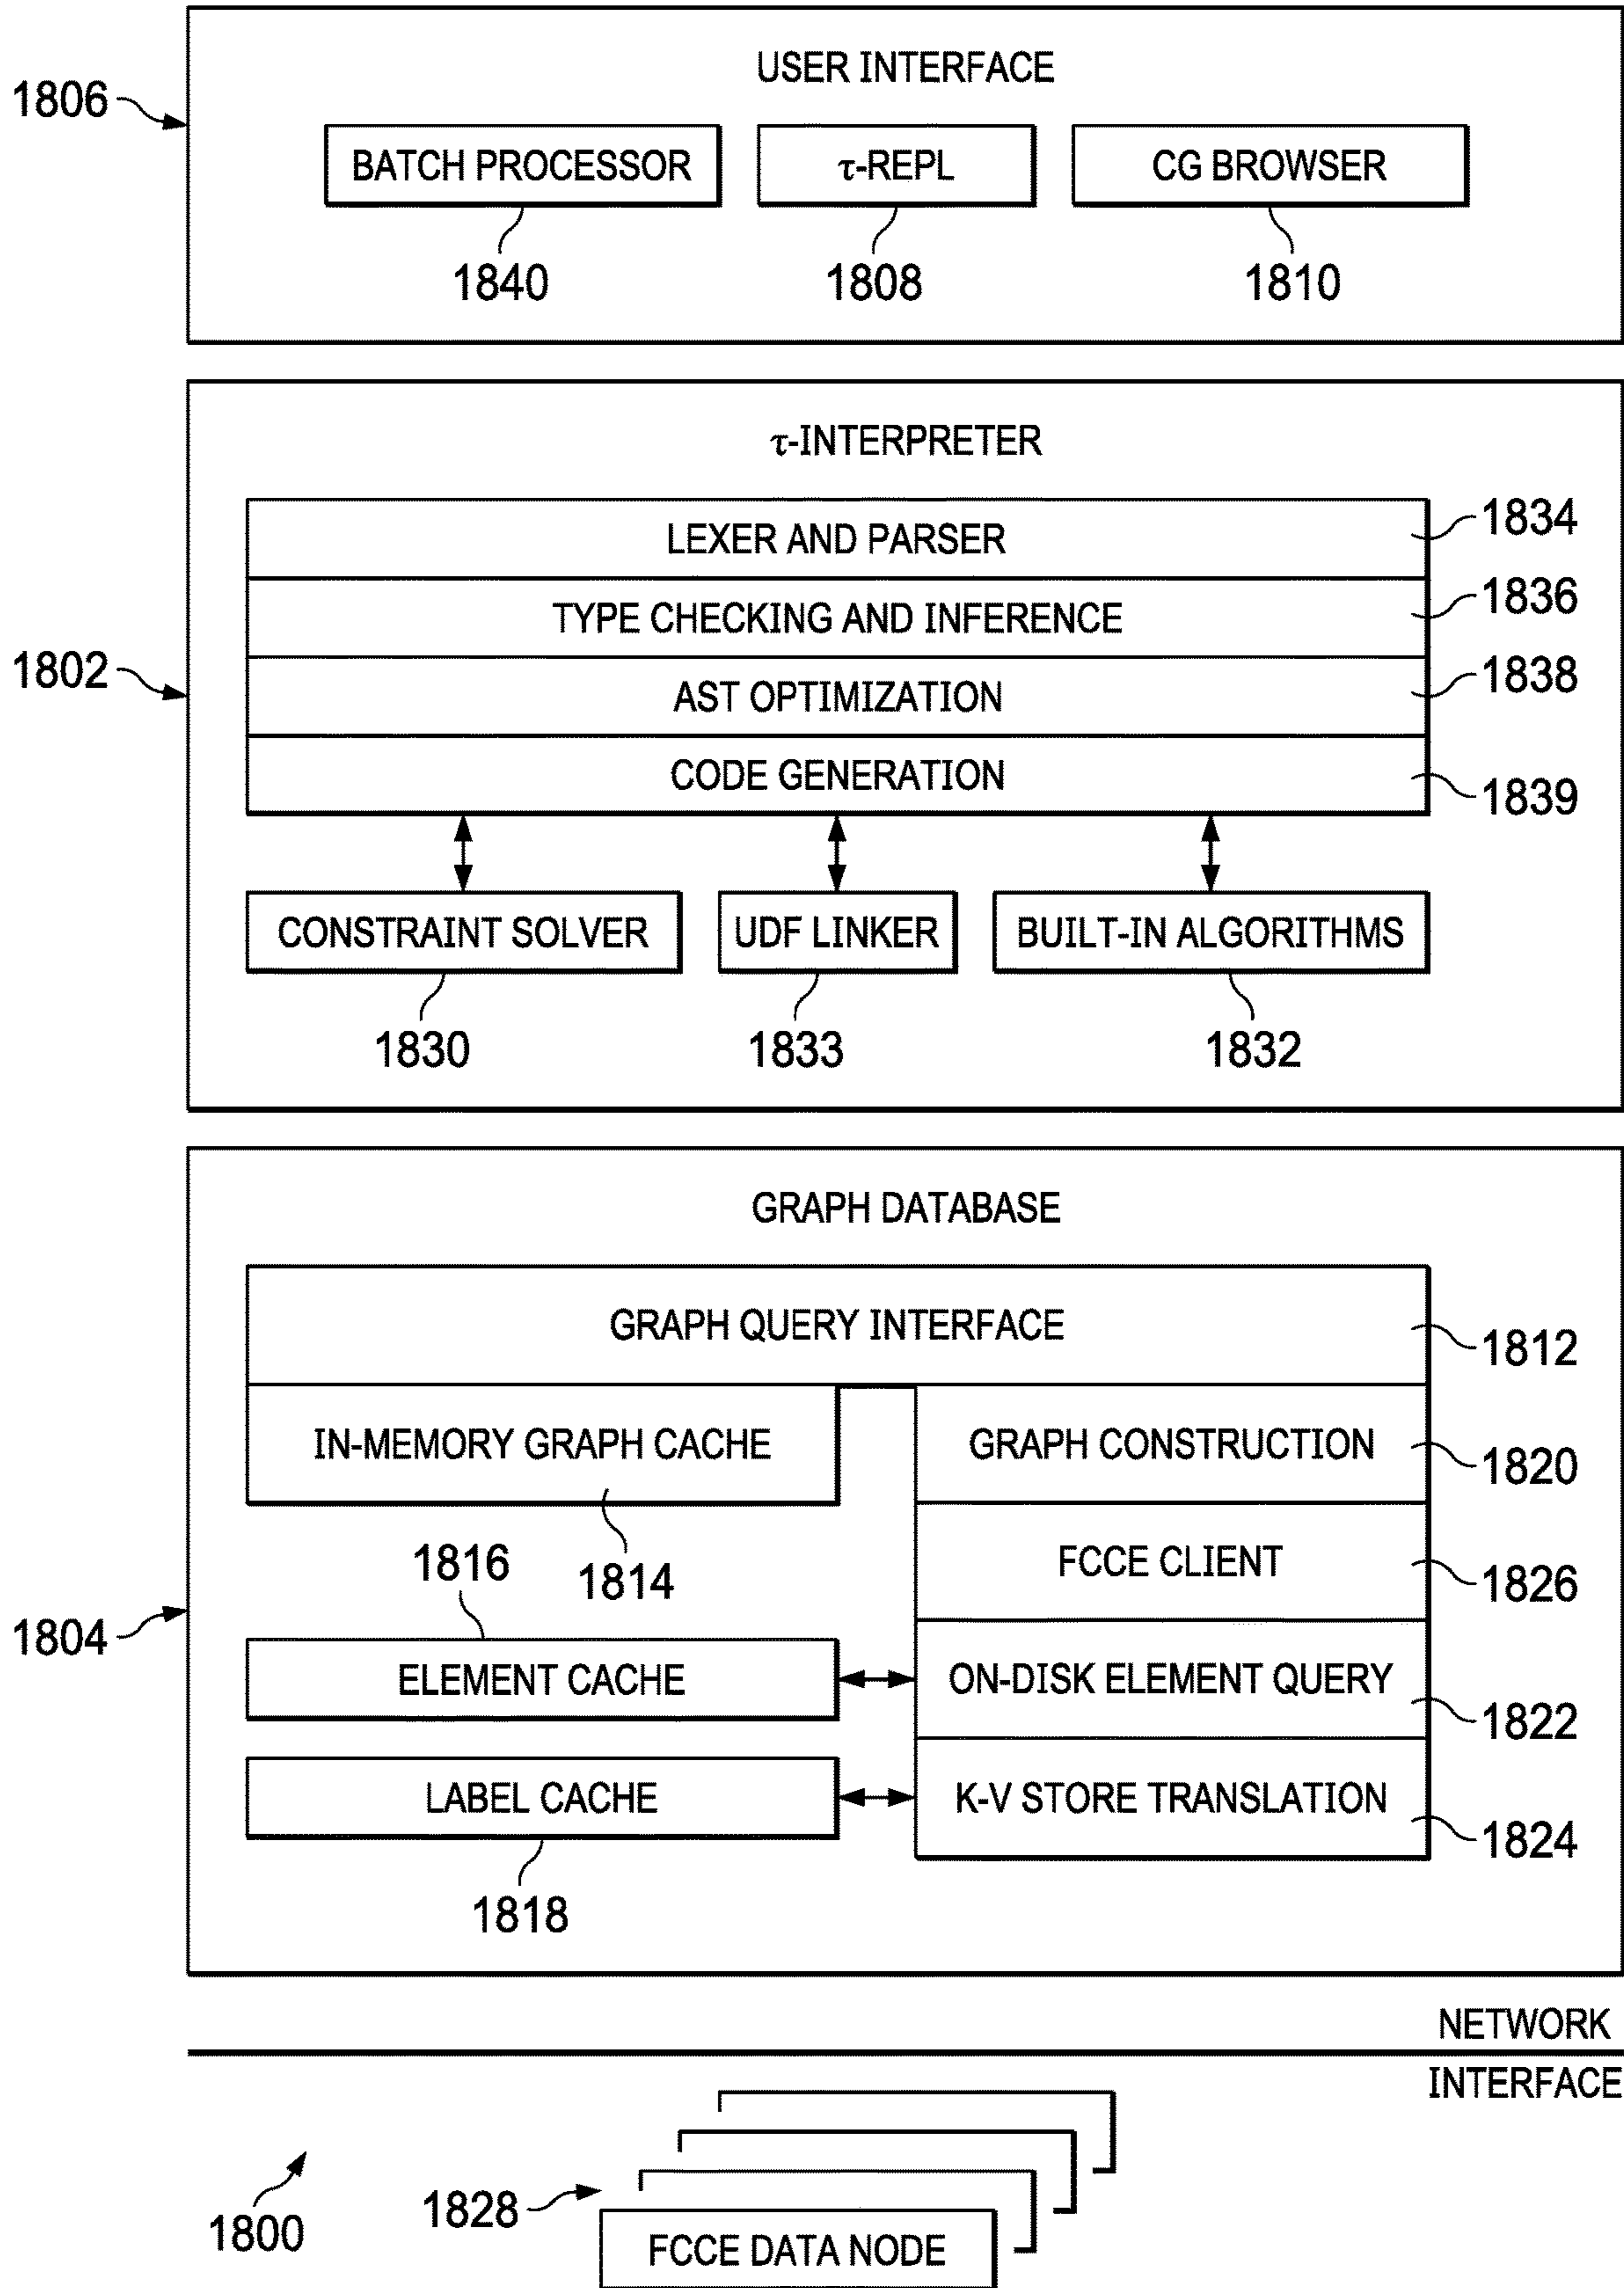 USER INTERFACE
1806
BATCH PROCESSOR
τ-REPL
CG BROWSER
1840
1808
1810
τ-INTERPRETER
LEXER AND PARSER
1834
TYPE CHECKING AND INFERENCE
1836
1802
AST OPTIMIZATION
1838
CODE GENERATION
1839
CONSTRAINT SOLVER
UDF LINKER
BUILT-IN ALGORITHMS
1830
1833
1832
GRAPH DATABASE
GRAPH QUERY INTERFACE
1812
IN-MEMORY GRAPH CACHE
GRAPH CONSTRUCTION
1820
1814
FCCE CLIENT
1826
1816
1804
ELEMENT CACHE
ON-DISK ELEMENT QUERY
1822
LABEL CACHE
K-V STORE TRANSLATION
1824
1818
NETWORK
INTERFACE
1800
1828
FCCE DATA NODE